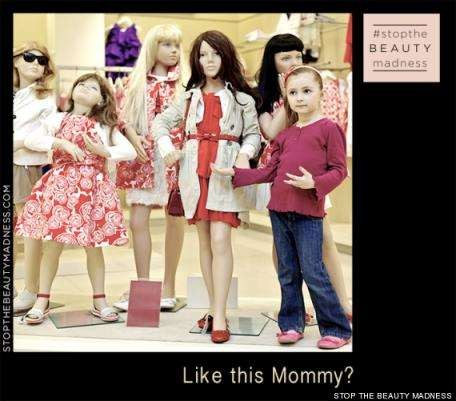 #stopthe
BEAUTY
madness
STOPTHEBEAUTYMADNESS.COM
Like this Mommy?
STOP THE BEAUTY MADNESS